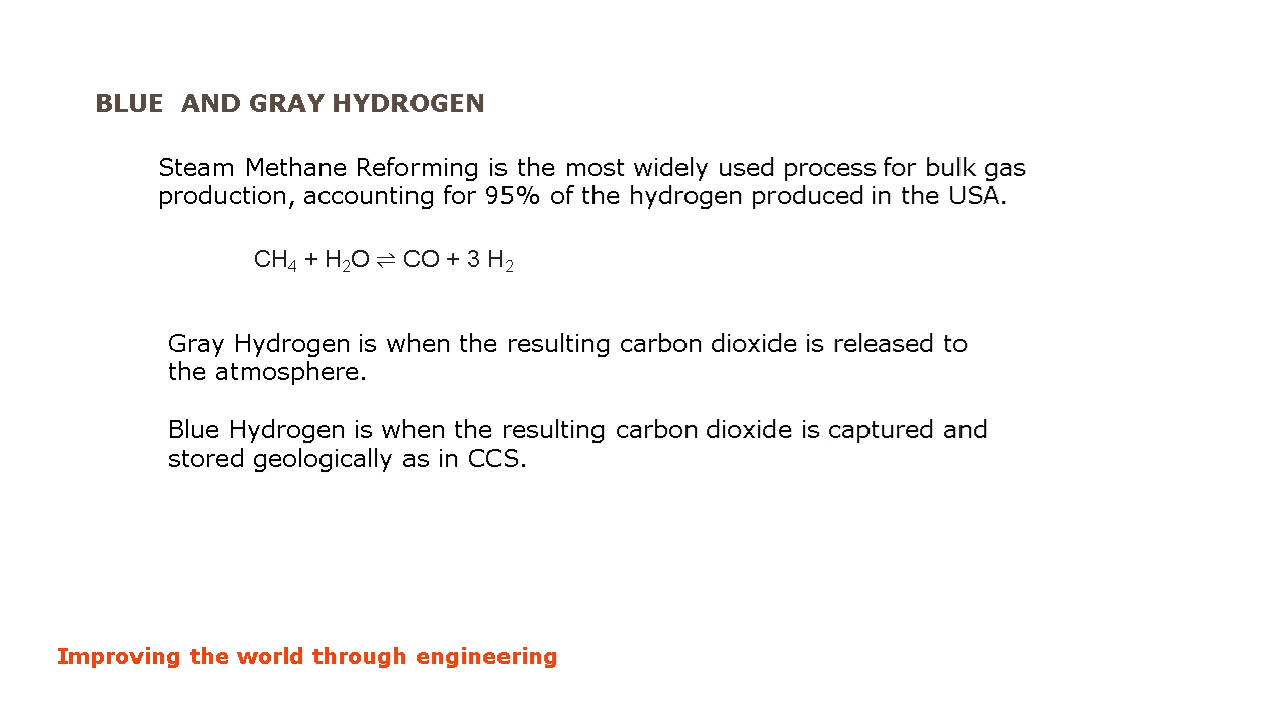 BLUE  AND GRAY HYDROGEN
Steam Methane Reforming is the most widely used process for bulk gas
production, accounting for 95% of the hydrogen produced in the USA.
CH₄ + H₂O ⇌ CO + 3 H₂
Gray Hydrogen is when the resulting carbon dioxide is released to
the atmosphere.
Blue Hydrogen is when the resulting carbon dioxide is captured and
stored geologically as in CCS.
Improving the world through engineering